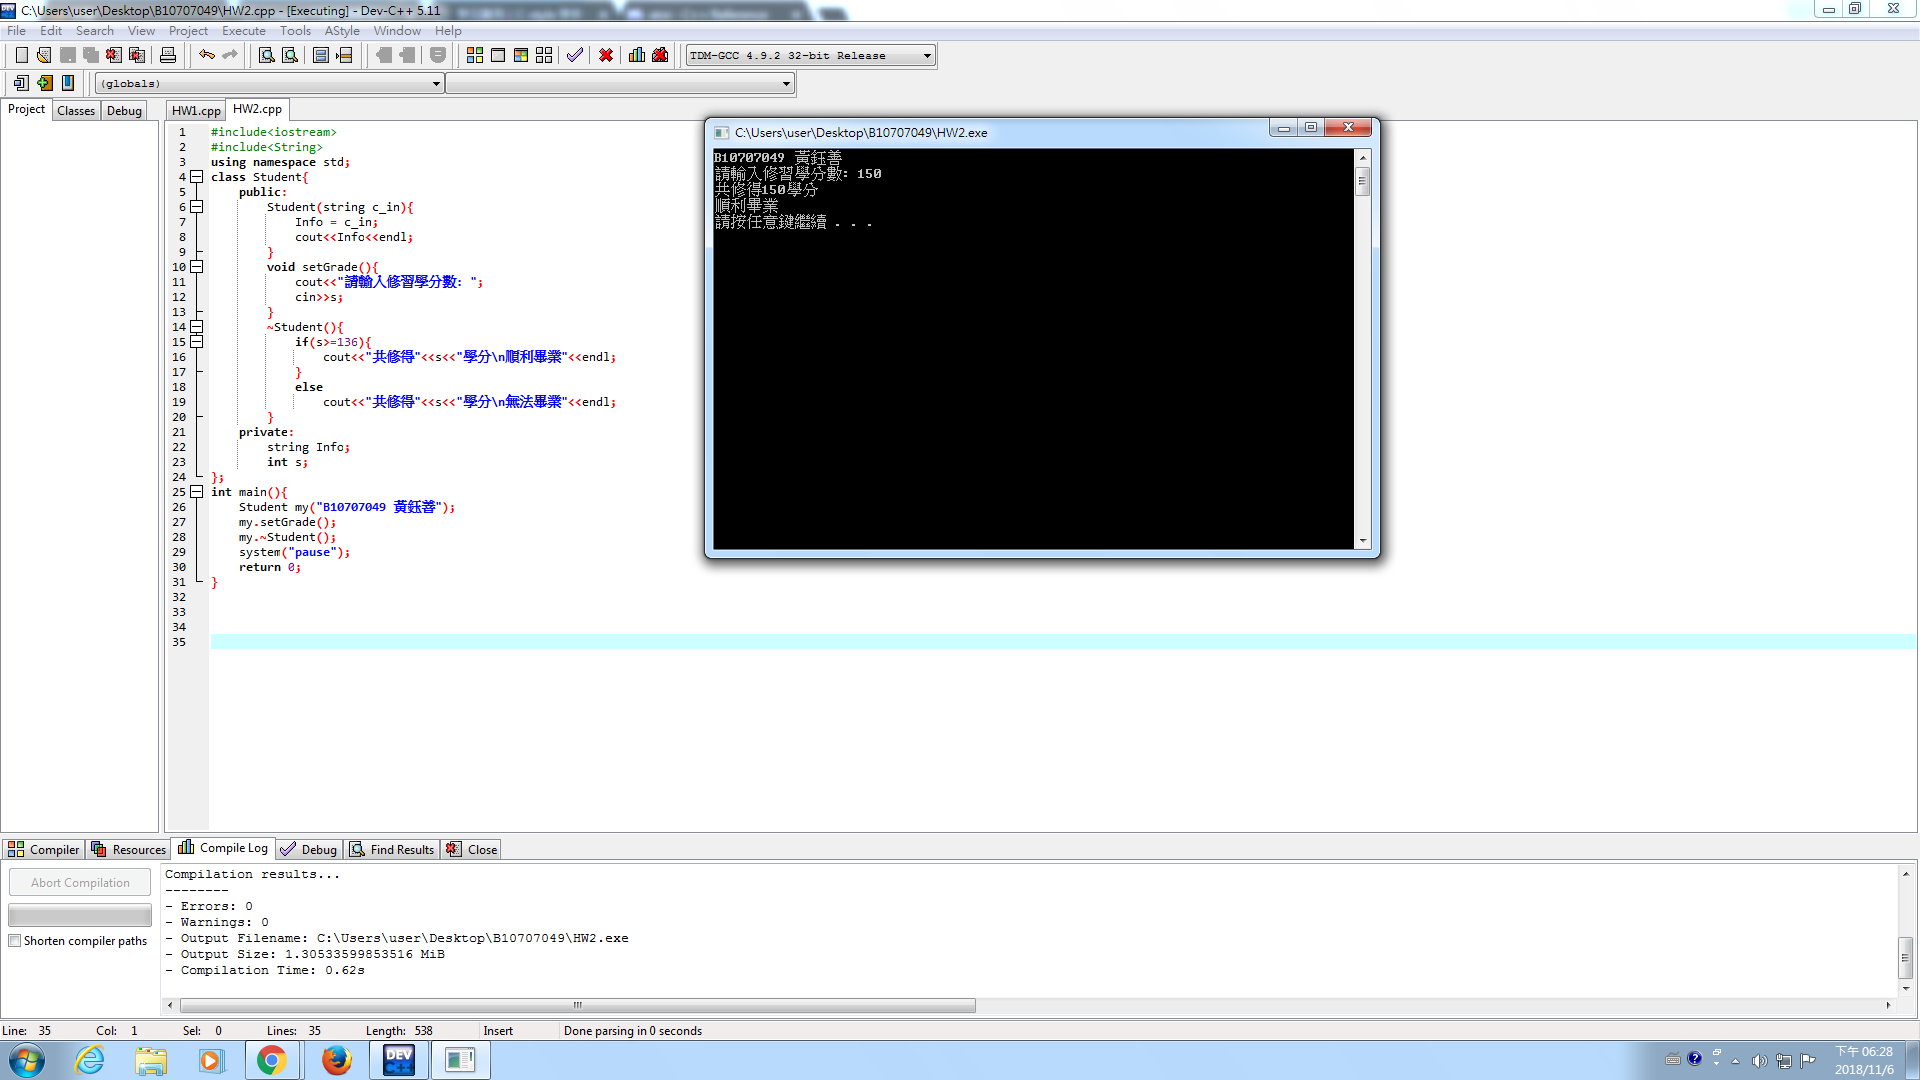 C:\Users\user\Desktop\B10707049\HW2.cpp - [Executing] - Dev-C++ 5.11
File Edit Search View Project Execute Tools AStyle Window Help
TDM-GCC 4.9.2 32-bit Release
(globals)
Project Classes Debug
HW1.cpp HW2.cpp
1 #include<iostream>
2 #include<String>
3 using namespace std;
4 class Student{
5 public:
6 Student(string c_in){
7 Info = c_in;
8 cout<<Info<<endl;
9 }
10 void setGrade(){
11 cout<<"請輸入修習學分數: ";
12 cin>>s;
13 }
14 ~Student(){
15 if(s>=136){
16 cout<<"共修得"<<s<<"學分\n順利畢業"<<endl;
17 }
18 else
19 cout<<"共修得"<<s<<"學分\n無法畢業"<<endl;
20 }
21 private:
22 string Info;
23 int s;
24 };
25 int main(){
26 Student my("B10707049 黃鈺善");
27 my.setGrade();
28 my.~Student();
29 system("pause");
30 return 0;
31 }
32
33
34
35
C:\Users\user\Desktop\B10707049\HW2.exe
B10707049 黃鈺善
請輸入修習學分數: 150
共修得150學分
順利畢業
請按任意鍵繼續 . . .
Compiler Resources Compile Log Debug Find Results Close
Abort Compilation
Shorten compiler paths
Compilation results...
--------
- Errors: 0
- Warnings: 0
- Output Filename: C:\Users\user\Desktop\B10707049\HW2.exe
- Output Size: 1.30533599853516 MiB
- Compilation Time: 0.62s
Line: 35 Col: 1 Sel: 0 Lines: 35 Length: 538 Insert Done parsing in 0 seconds
DEV C++
下午 06:28
2018/11/6